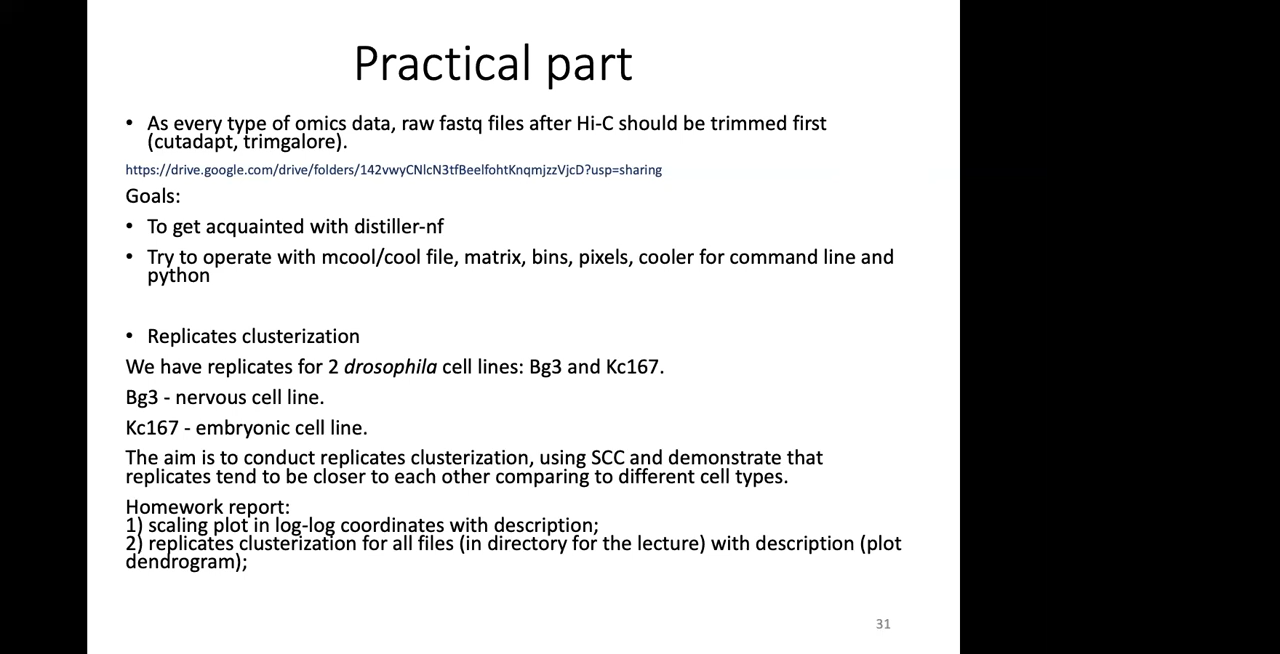 Practical part
• As every type of omics data, raw fastq files after Hi-C should be trimmed first
(cutadapt, trimgalore).
https://drive.google.com/drive/folders/142vwyCNlcN3tfBeelfohtKnqmjzzVjcD?usp=sharing
Goals:
• To get acquainted with distiller-nf
• Try to operate with mcool/cool file, matrix, bins, pixels, cooler for command line and
python
• Replicates clusterization
We have replicates for 2 drosophila cell lines: Bg3 and Kc167.
Bg3 - nervous cell line.
Kc167 - embryonic cell line.
The aim is to conduct replicates clusterization, using SCC and demonstrate that
replicates tend to be closer to each other comparing to different cell types.
Homework report:
1) scaling plot in log-log coordinates with description;
2) replicates clusterization for all files (in directory for the lecture) with description (plot
dendrogram);
31